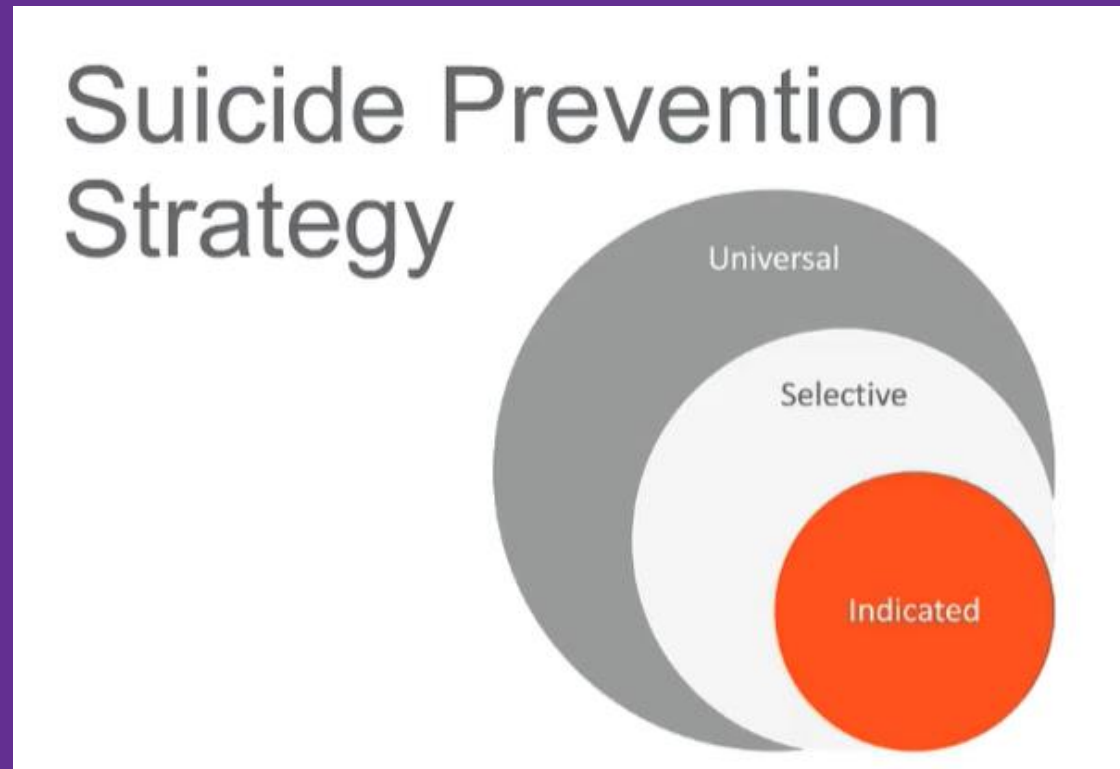 Suicide Prevention
Strategy
Universal
Selective
Indicated